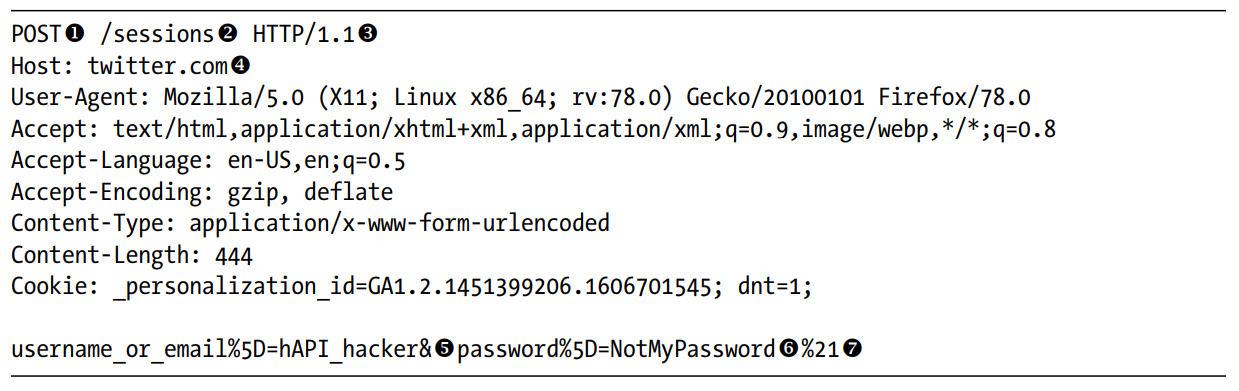 POST❶ /sessions❷ HTTP/1.1❸
Host: twitter.com❹
User-Agent: Mozilla/5.0 (X11; Linux x86_64; rv:78.0) Gecko/20100101 Firefox/78.0
Accept: text/html,application/xhtml+xml,application/xml;q=0.9,image/webp,*/*;q=0.8
Accept-Language: en-US,en;q=0.5
Accept-Encoding: gzip, deflate
Content-Type: application/x-www-form-urlencoded
Content-Length: 444
Cookie: _personalization_id=GA1.2.1451399206.1606701545; dnt=1;
username_or_email%5D=hAPI_hacker&❺password%5D=NotMyPassword❻%21❼